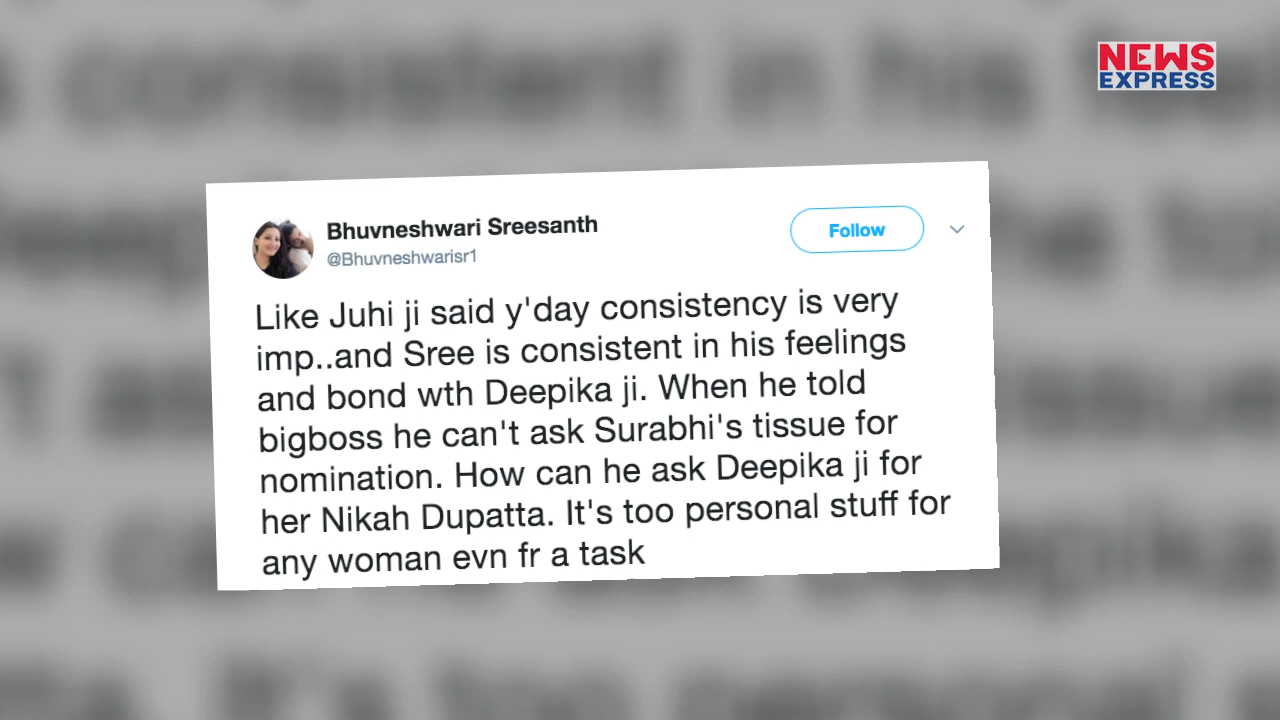 NEWS
EXPRESS
Bhuvneshwari Sreesanth
@Bhuvneshwarisr1
Follow
Like Juhi ji said y'day consistency is very
imp..and Sree is consistent in his feelings
and bond wth Deepika ji. When he told
bigboss he can't ask Surabhi's tissue for
nomination. How can he ask Deepika ji for
her Nikah Dupatta. It's too personal stuff for
any woman evn fr a task